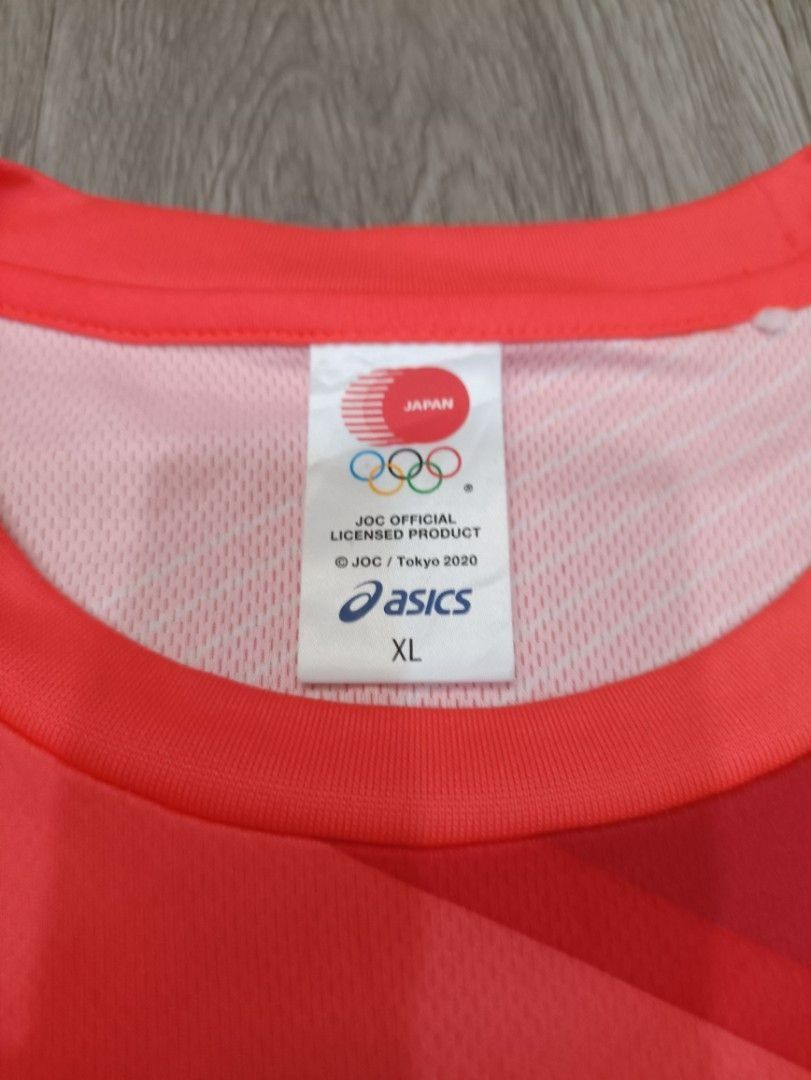 JAPAN
®
JOC OFFICIAL
LICENSED PRODUCT
© JOC / Tokyo 2020
asics
XL